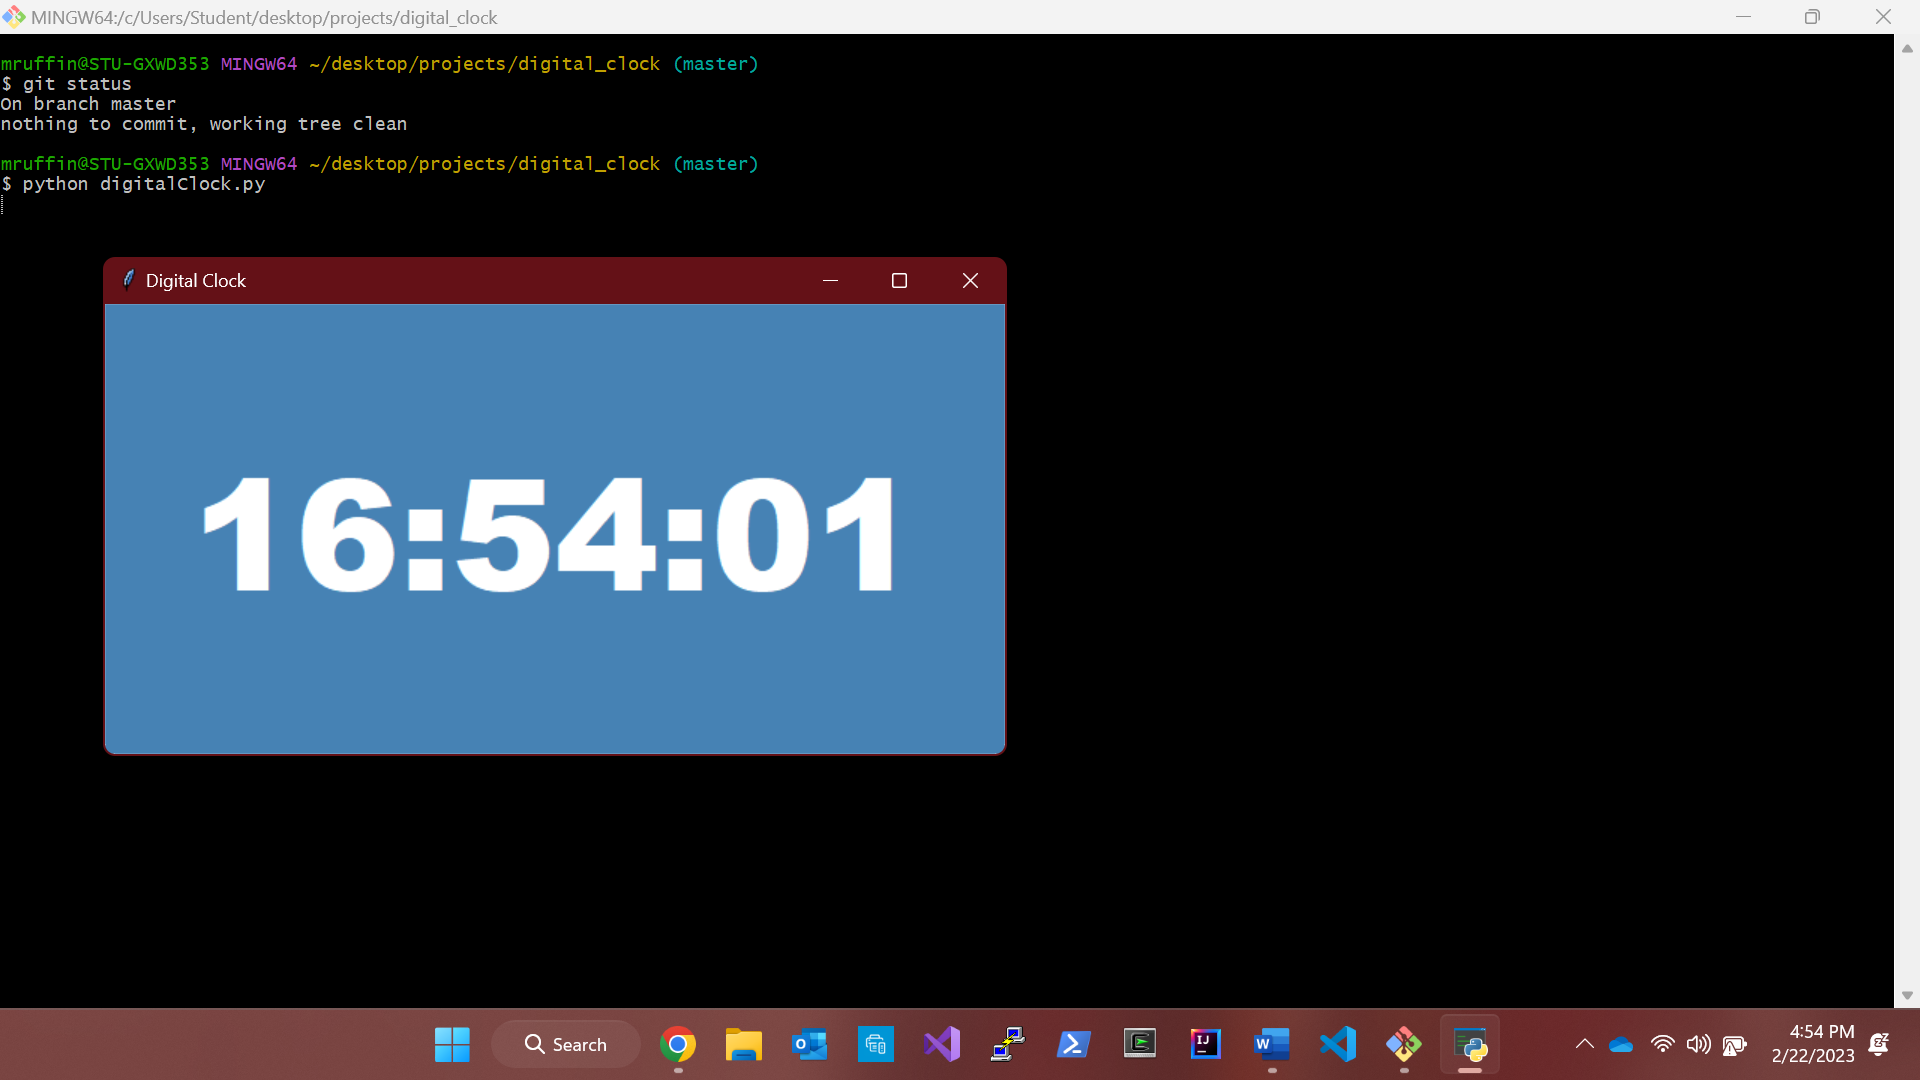 MINGW64:/c/Users/Student/desktop/projects/digital_clock
mruffin@STU-GXWD353 MINGW64 ~/desktop/projects/digital_clock (master)
$ git status
On branch master
nothing to commit, working tree clean
mruffin@STU-GXWD353 MINGW64 ~/desktop/projects/digital_clock (master)
$ python digitalClock.py
Digital Clock
16:54:01
Search
4:54 PM
2/22/2023